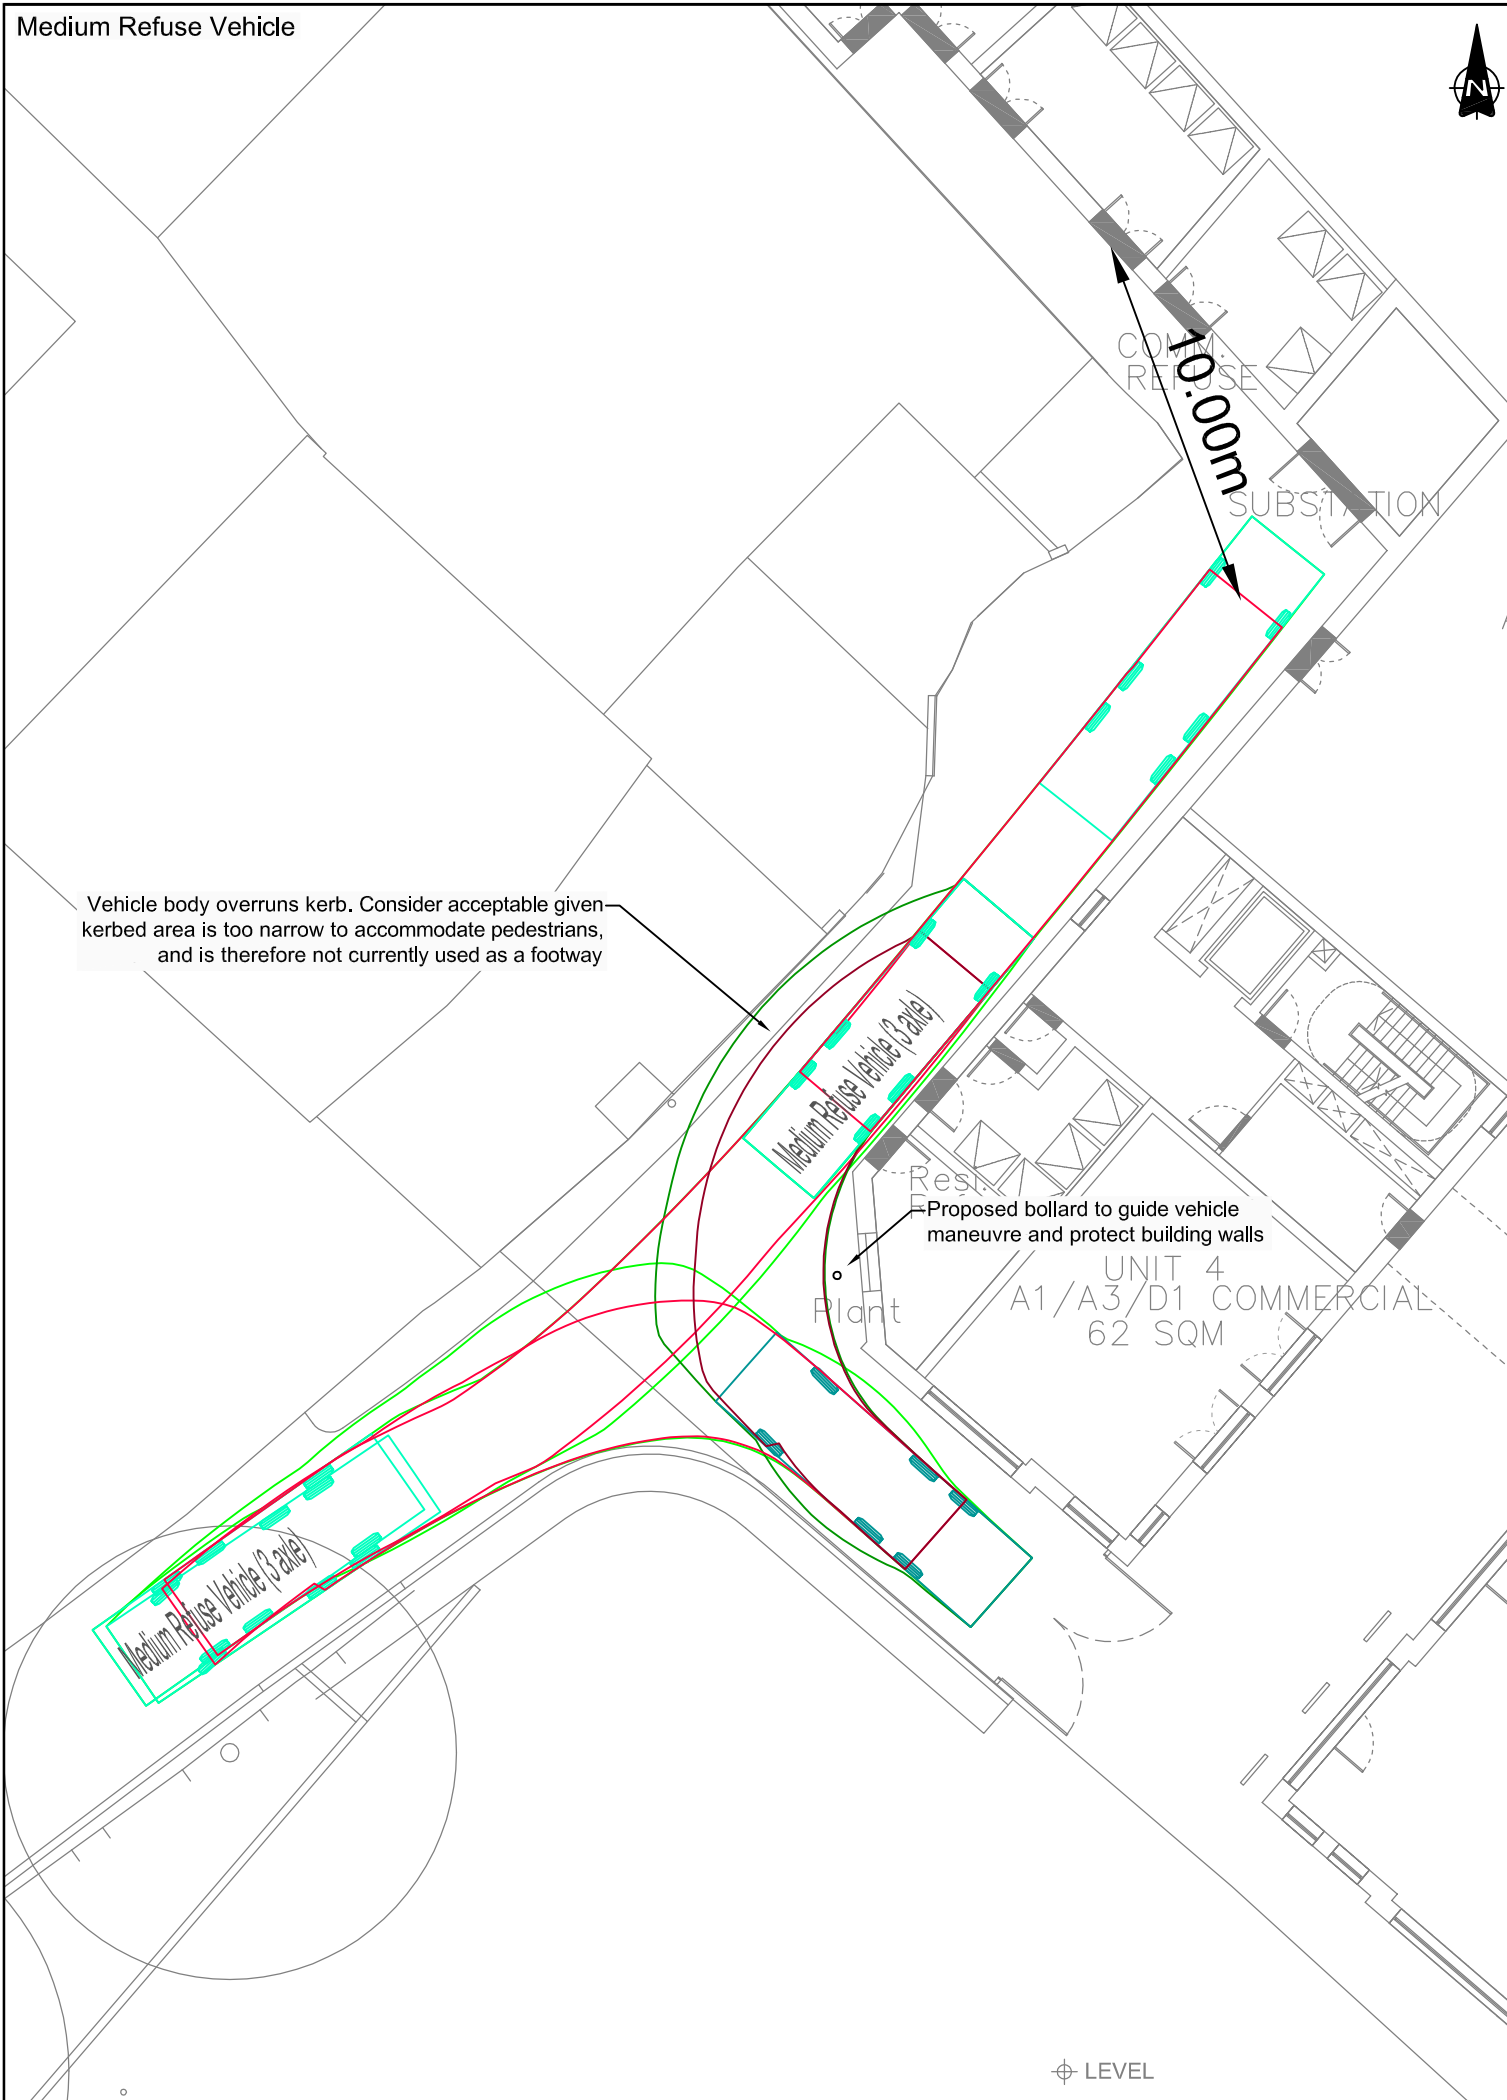 Medium Refuse Vehicle
N
COMM.
REFUSE
10.00m
SUBSTATION
Vehicle body overruns kerb. Consider acceptable given
kerbed area is too narrow to accommodate pedestrians,
and is therefore not currently used as a footway
Medium Refuse Vehicle (3 axle)
Resi.
Proposed bollard to guide vehicle
maneuvre and protect building walls
UNIT 4
A1/A3/D1 COMMERCIAL
62 SQM
Plant
Medium Refuse Vehicle (3 axle)
LEVEL